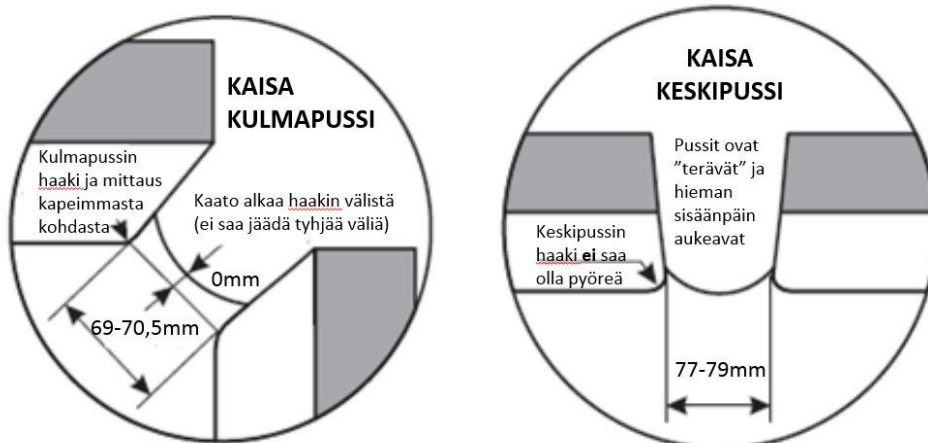 KAISA
KULMAPUSSI
Kulmapussin
haaki ja mittaus
kapeimmasta
kohdasta
Kaato alkaa haakin välistä
(ei saa jäädä tyhjää väliä)
0mm
69-70,5mm
KAISA
KESKIPUSSI
Pussit ovat
”terävät” ja
hieman
sisäänpäin
aukeavat
Keskipussin
haaki ei saa
olla pyöreä
77-79mm